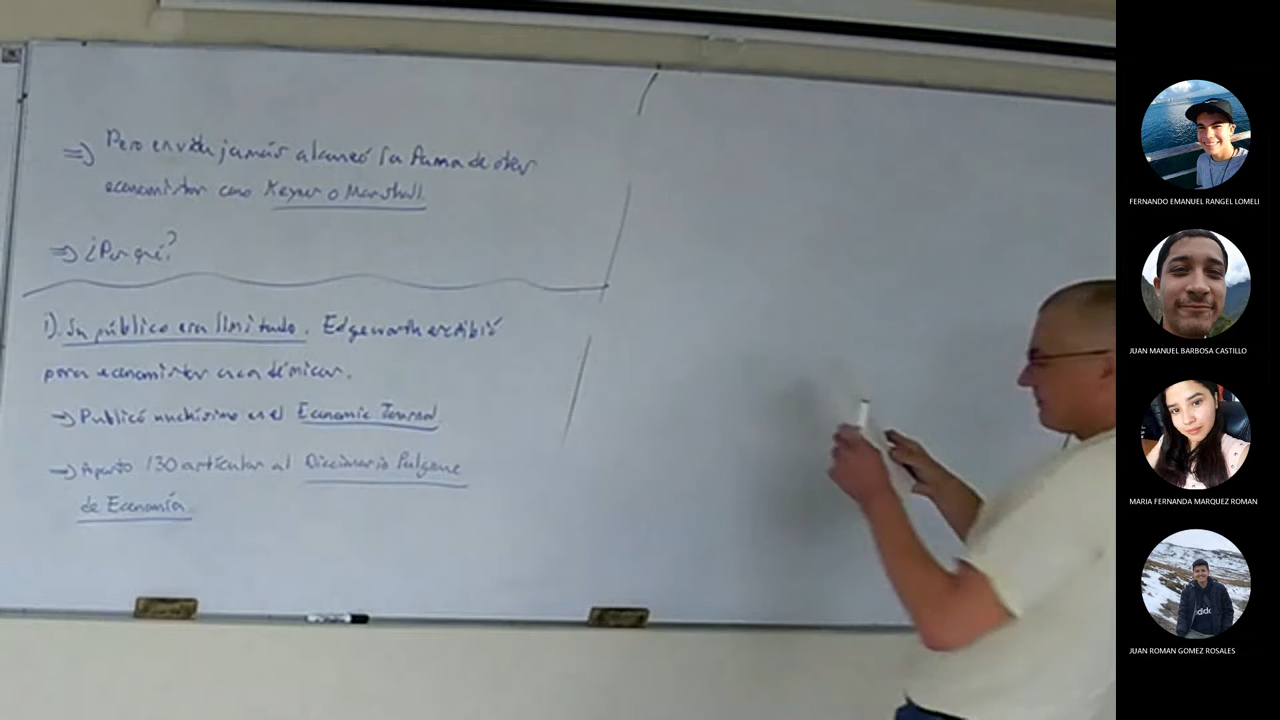 ⇒ Pero en vida jamás alcanzó la fama de otros
economistas como Keynes o Marshall.
⇒ ¿Por qué?
1). Su público era limitado. Edgeworth escribió
para economistas académicos.
→ Publicó muchísimo en el Economic Journal
→ Aportó 130 artículos al Diccionario Palgrave
de Economía.
FERNANDO EMANUEL RANGEL LOMELI
JUAN MANUEL BARBOSA CASTILLO
MARIA FERNANDA MARQUEZ ROMAN
JUAN ROMAN GOMEZ ROSALES